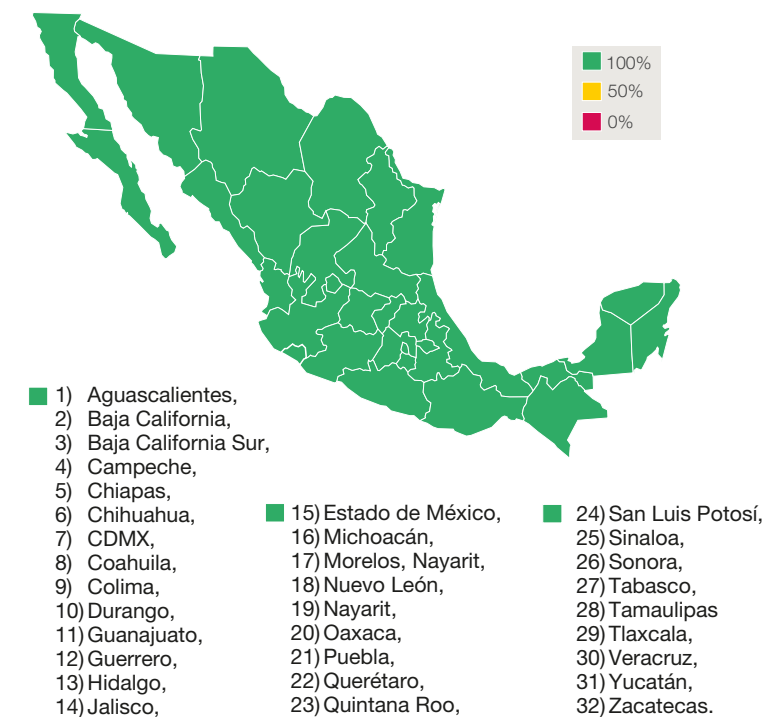 100%
50%
0%
1) Aguascalientes,
2) Baja California,
3) Baja California Sur,
4) Campeche,
5) Chiapas,
6) Chihuahua,
7) CDMX,
8) Coahuila,
9) Colima,
10) Durango,
11) Guanajuato,
12) Guerrero,
13) Hidalgo,
14) Jalisco,
15) Estado de México,
16) Michoacán,
17) Morelos, Nayarit,
18) Nuevo León,
19) Nayarit,
20) Oaxaca,
21) Puebla,
22) Querétaro,
23) Quintana Roo,
24) San Luis Potosí,
25) Sinaloa,
26) Sonora,
27) Tabasco,
28) Tamaulipas
29) Tlaxcala,
30) Veracruz,
31) Yucatán,
32) Zacatecas.